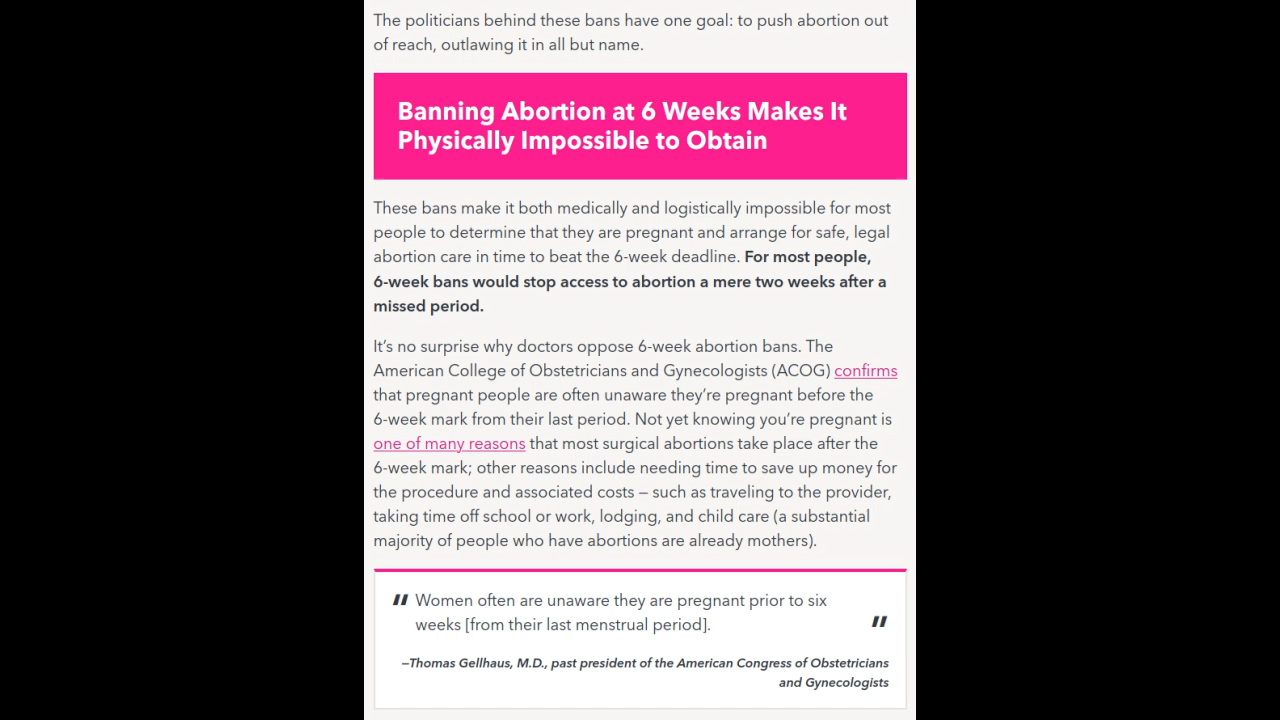 The politicians behind these bans have one goal: to push abortion out
of reach, outlawing it in all but name.
Banning Abortion at 6 Weeks Makes It
Physically Impossible to Obtain
These bans make it both medically and logistically impossible for most
people to determine that they are pregnant and arrange for safe, legal
abortion care in time to beat the 6-week deadline. For most people,
6-week bans would stop access to abortion a mere two weeks after a
missed period.
It’s no surprise why doctors oppose 6-week abortion bans. The
American College of Obstetricians and Gynecologists (ACOG) confirms
that pregnant people are often unaware they’re pregnant before the
6-week mark from their last period. Not yet knowing you’re pregnant is
one of many reasons that most surgical abortions take place after the
6-week mark; other reasons include needing time to save up money for
the procedure and associated costs – such as traveling to the provider,
taking time off school or work, lodging, and child care (a substantial
majority of people who have abortions are already mothers).
" Women often are unaware they are pregnant prior to six
weeks [from their last menstrual period]. "
–Thomas Gellhaus, M.D., past president of the American Congress of Obstetricians
and Gynecologists